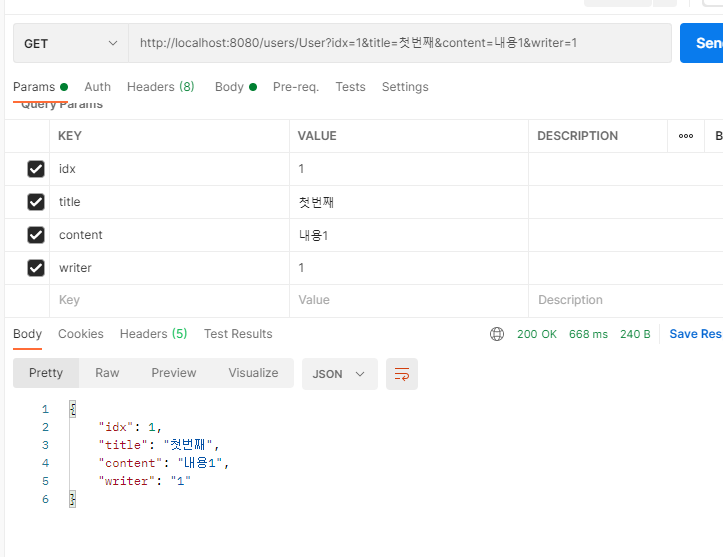 GET http://localhost:8080/users/User?idx=1&title=첫번째&content=내용1&writer=1 Send
Params Auth Headers (8) Body Pre-req. Tests Settings
Query Params
KEY VALUE DESCRIPTION ooo B
idx 1
title 첫번째
content 내용1
writer 1
Key Value Description
Body Cookies Headers (5) Test Results 200 OK 668 ms 240 B Save Res
Pretty Raw Preview Visualize JSON
1 {
2 "idx": 1,
3 "title": "첫번째",
4 "content": "내용1",
5 "writer": "1"
6 }